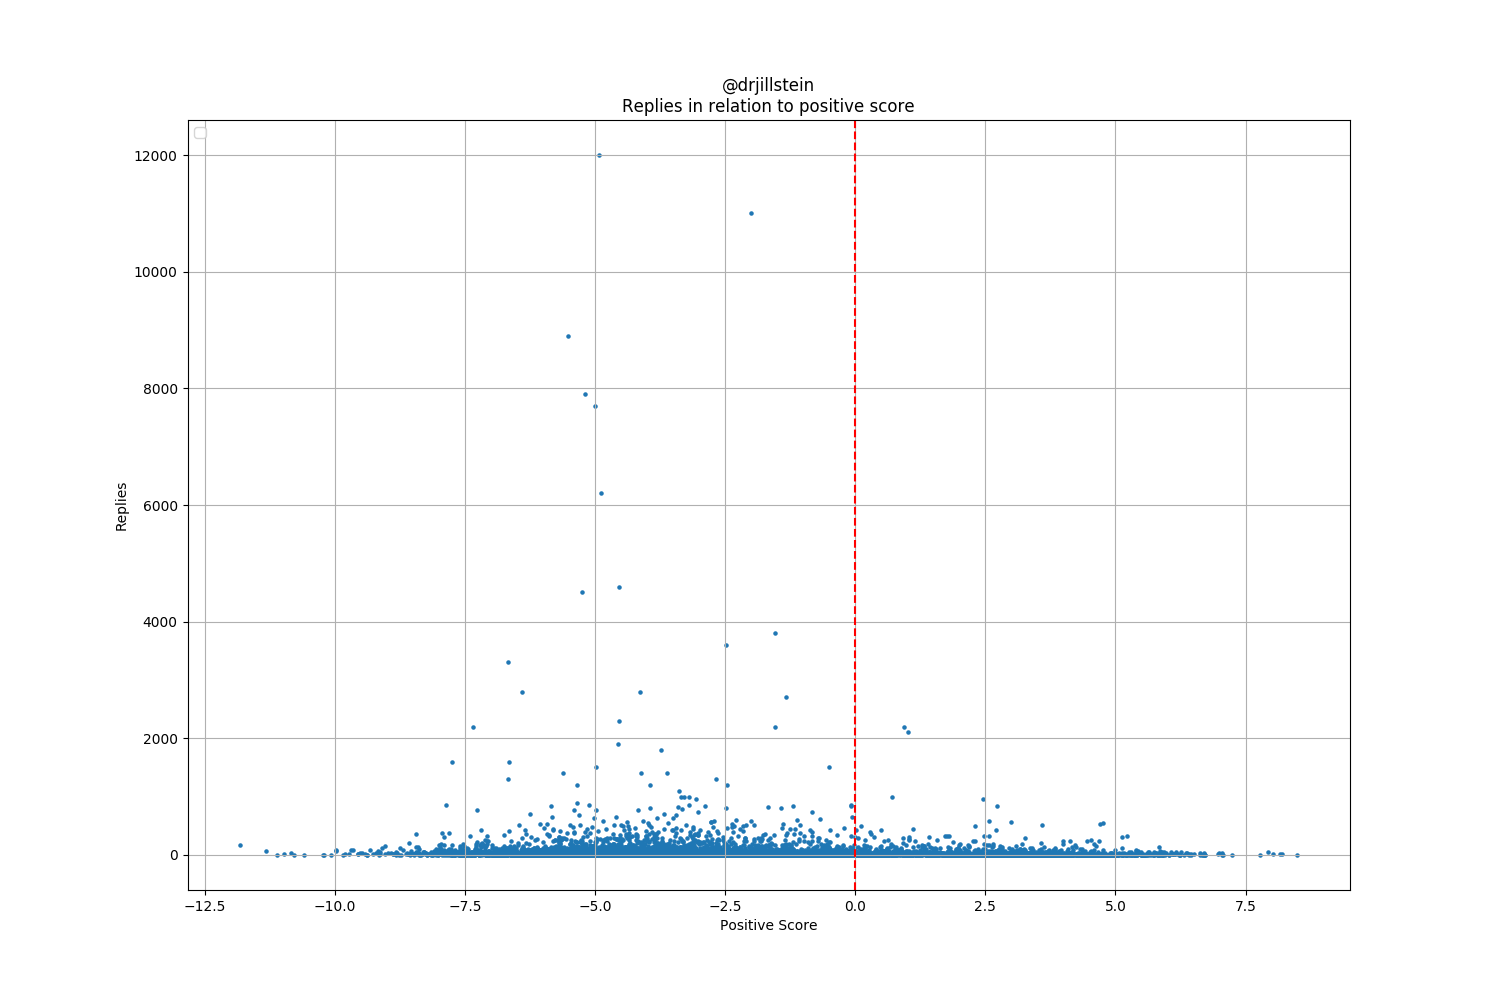 @drjillstein
Replies in relation to positive score
12000
10000
8000
6000
4000
2000
0
Replies
−12.5 −10.0 −7.5 −5.0 −2.5 0.0 2.5 5.0 7.5
Positive Score